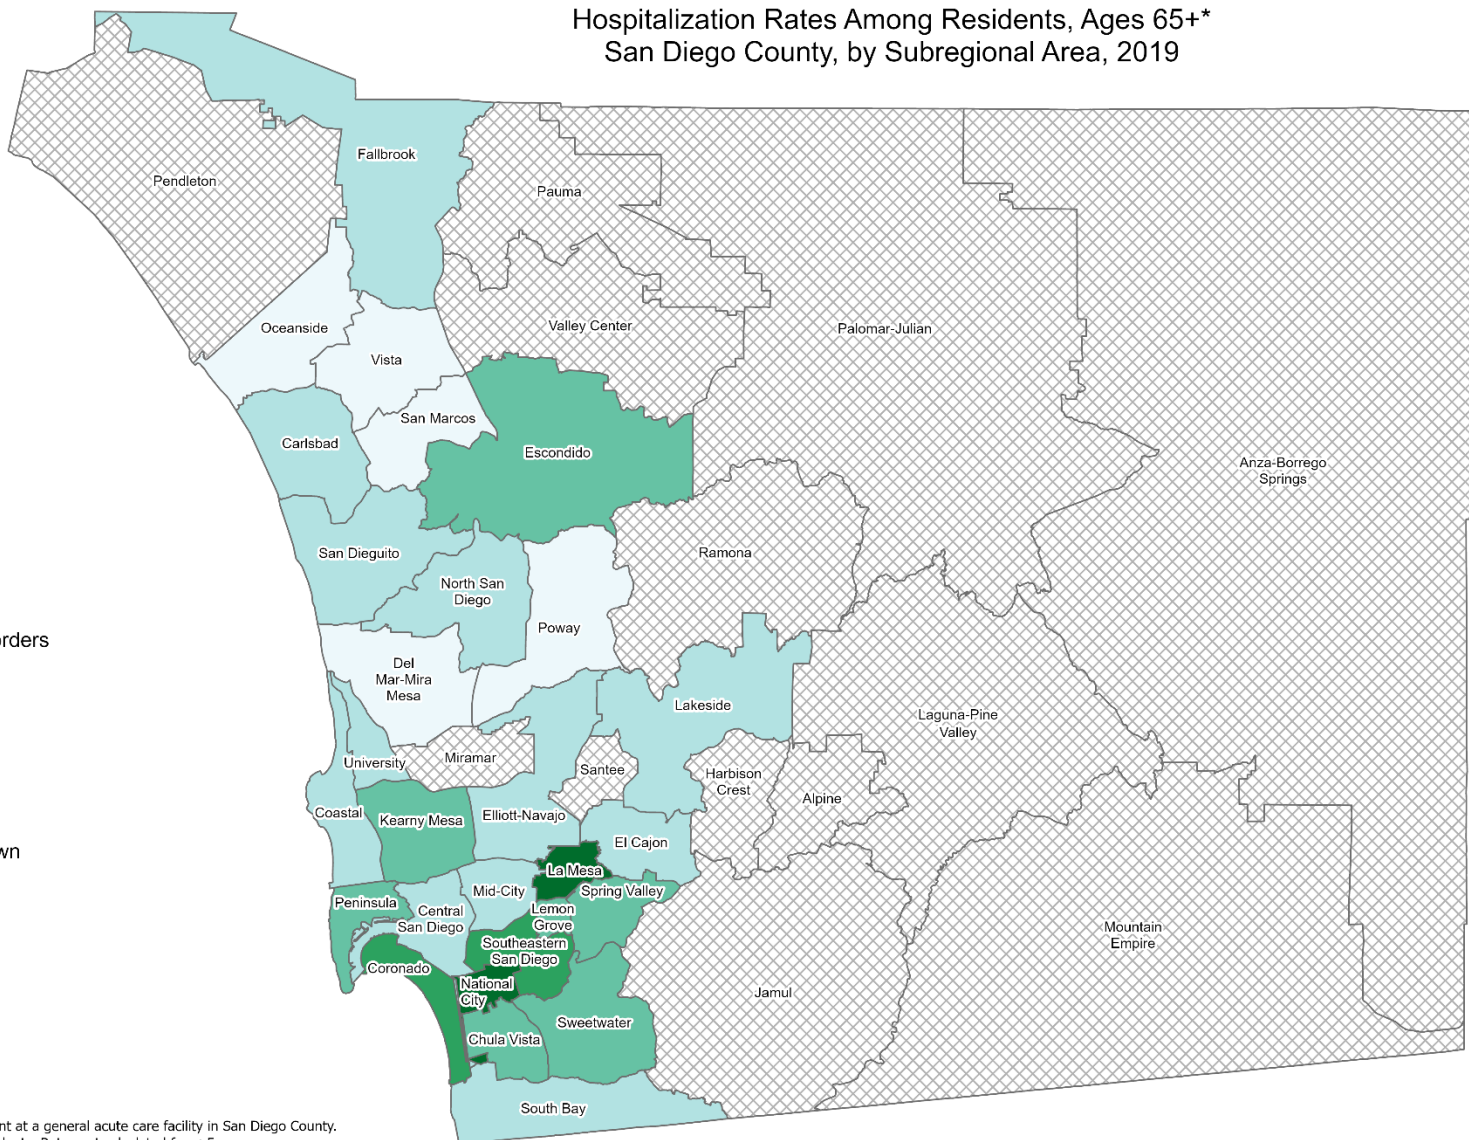 Hospitalization Rates Among Residents, Ages 65+*
San Diego County, by Subregional Area, 2019
Fallbrook
Pendleton
Pauma
Oceanside
Valley Center
Palomar-Julian
Vista
San Marcos
Carlsbad
Escondido
Anza-Borrego
Springs
San Dieguito
Ramona
North San
Diego
Poway
orders
Del
Mar-Mira
Mesa
Lakeside
Laguna-Pine
Valley
University
Miramar
Santee
Harbison
Crest
Alpine
Coastal
Kearny Mesa
Elliott-Navajo
El Cajon
wn
La Mesa
Mid-City
Spring Valley
Peninsula
Central
San Diego
Lemon
Grove
Southeastern
San Diego
Mountain
Empire
Coronado
National
City
Jamul
Sweetwater
Chula Vista
South Bay
nt at a general acute care facility in San Diego County.